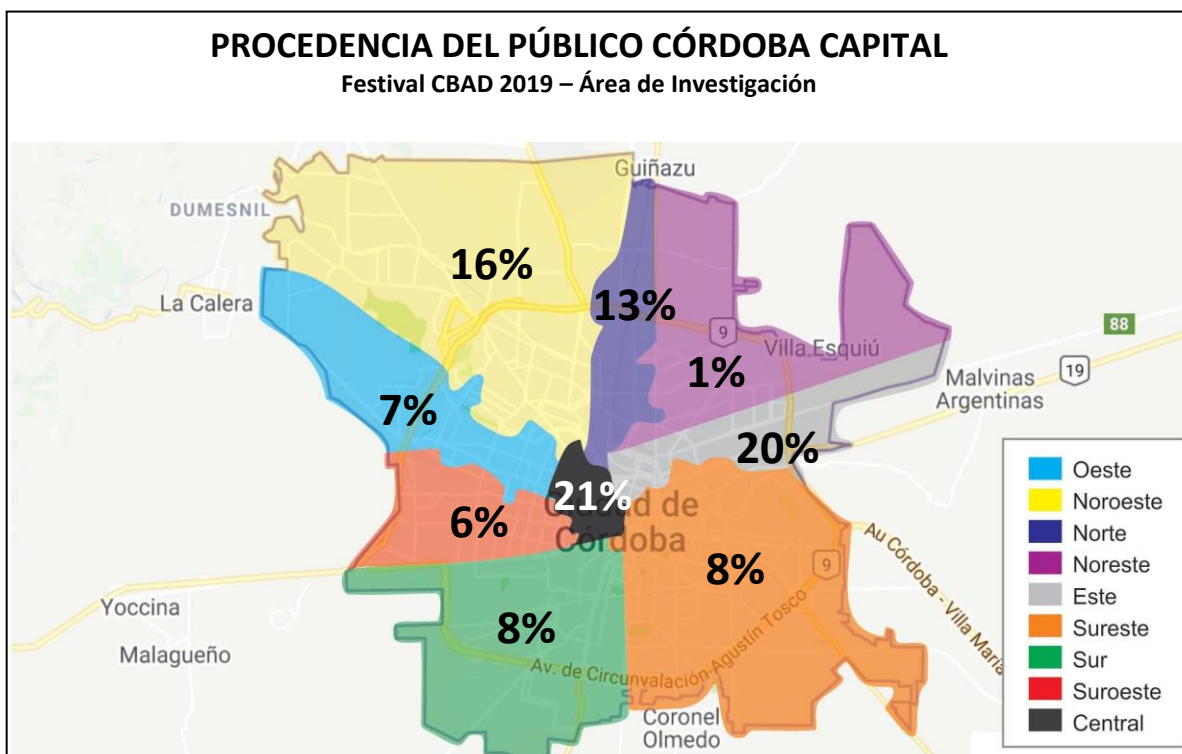 PROCEDENCIA DEL PÚBLICO CÓRDOBA CAPITAL
Festival CBAD 2019 – Área de Investigación
Guiñazu
DUMESNIL
16%
La Calera
13%
9
88
Villa Esquiú
1%
19
Malvinas
Argentinas
7%
20%
21%
Ciudad de
Córdoba
6%
8%
9
Au Córdoba - Villa María
Yoccina
Malagueño
8%
Av. de Circunvalación Agustín Tosco
Coronel
Olmedo
Oeste
Noroeste
Norte
Noreste
Este
Sureste
Sur
Suroeste
Central